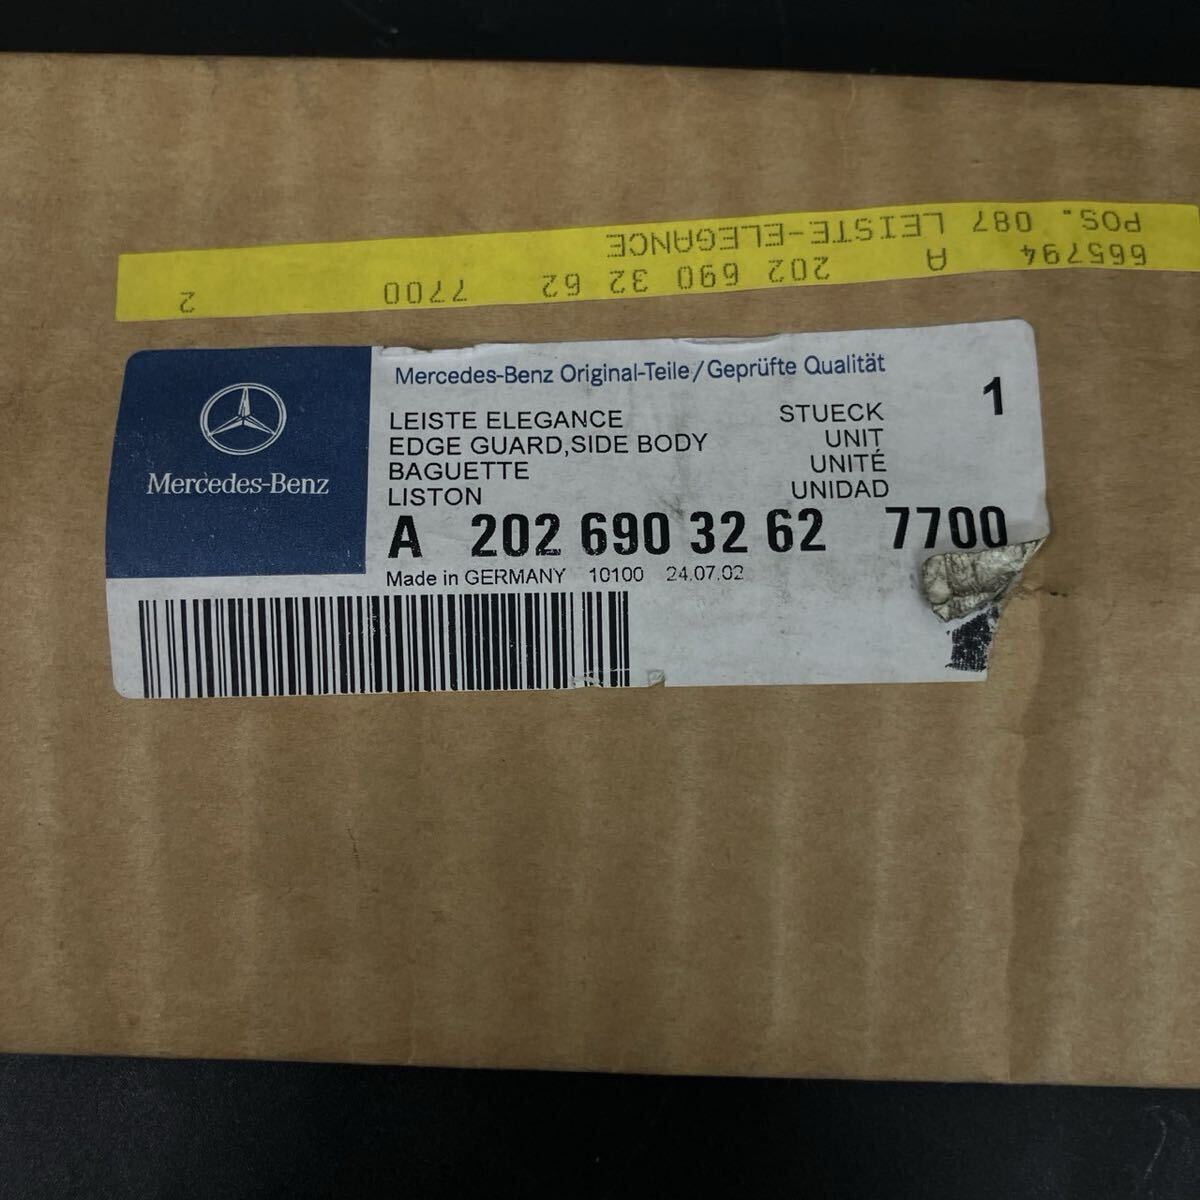 POS. 087 LEISTE-ELEGANCE
665794 A 202 690 32 62 7700 2
Mercedes-Benz
Mercedes-Benz Original-Teile/Geprüfte Qualität
LEISTE ELEGANCE STUECK 1
EDGE GUARD,SIDE BODY UNIT
BAGUETTE UNITÉ
LISTON UNIDAD
A 202 690 32 62 7700
Made in GERMANY 10100 24.07.02